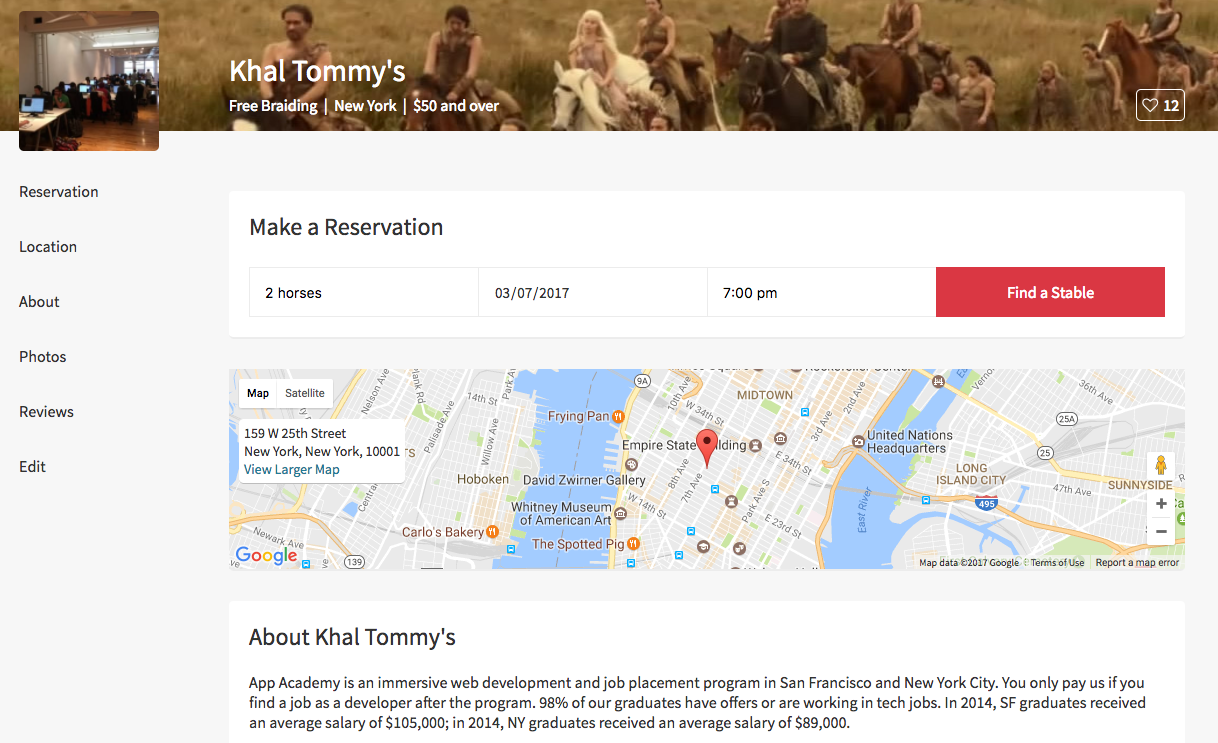 Khal Tommy's
Free Braiding | New York | $50 and over
12
Reservation
Location
About
Photos
Reviews
Edit
Make a Reservation
2 horses
03/07/2017
7:00 pm
Find a Stable
Map
Satellite
159 W 25th Street
New York, New York, 10001
View Larger Map
Nelson Ave
Palisade Ave
14th St
Willow Ave
Park A
9A
10th Ave
MIDTOWN
W 34th St
2nd Ave
3rd Ave
Vernon
36th Ave
25A
Frying Pan
Empire State Building
E 34th St
United Nations
Headquarters
25
LONG
ISLAND CITY
47th Ave
SUNNYSIDE
495
Hoboken
David Zwirner Gallery
8th Ave
7th Ave
Park Ave S
Whitney Museum
of American Art
W 14th St
E 23rd St
East River
Carlo's Bakery
The Spotted Pig
Newark Ave
139
Google
Map data ©2017 Google
Terms of Use
Report a map error
About Khal Tommy's
App Academy is an immersive web development and job placement program in San Francisco and New York City. You only pay us if you
find a job as a developer after the program. 98% of our graduates have offers or are working in tech jobs. In 2014, SF graduates received
an average salary of $105,000; in 2014, NY graduates received an average salary of $89,000.